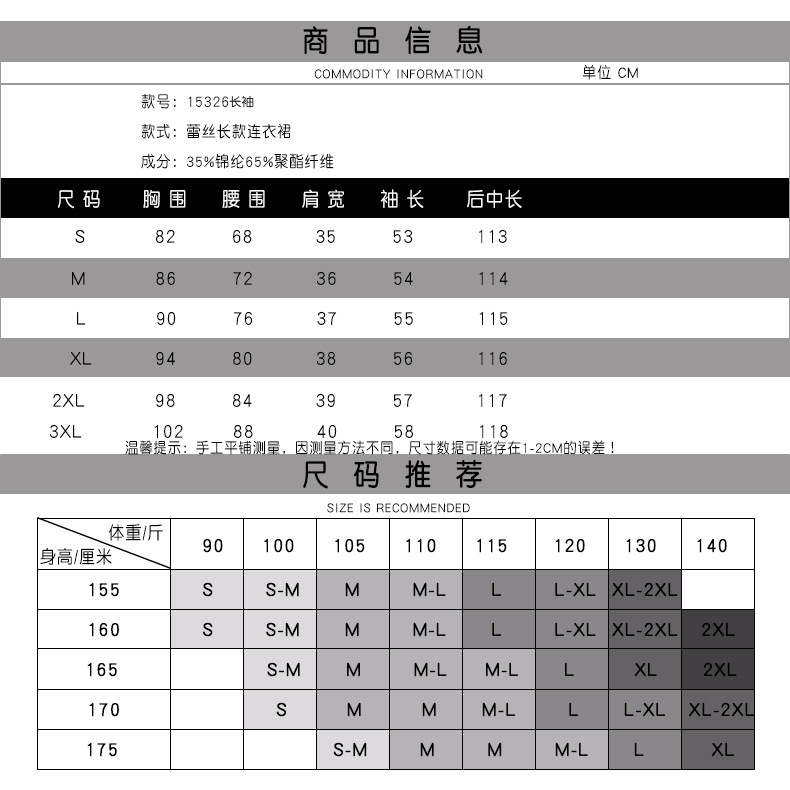 商品信息
COMMODITY INFORMATION 单位 CM
款号：15326长袖
款式：蕾丝长款连衣裙
成分：35%锦纶65%聚酯纤维
尺码 胸围 腰围 肩宽 袖长 后中长
S 82 68 35 53 113
M 86 72 36 54 114
L 90 76 37 55 115
XL 94 80 38 56 116
2XL 98 84 39 57 117
3XL 102 88 40 58 118
温馨提示：手工平铺测量，因测量方法不同，尺寸数据可能存在1-2CM的误差！
尺码推荐
SIZE IS RECOMMENDED
体重/斤 90 100 105 110 115 120 130 140
身高/厘米
155 S S-M M M-L L L-XL XL-2XL
160 S S-M M M-L L L-XL XL-2XL 2XL
165 S-M M M-L M-L L XL 2XL
170 S M M M-L L L-XL XL-2XL
175 S-M M M M-L L XL